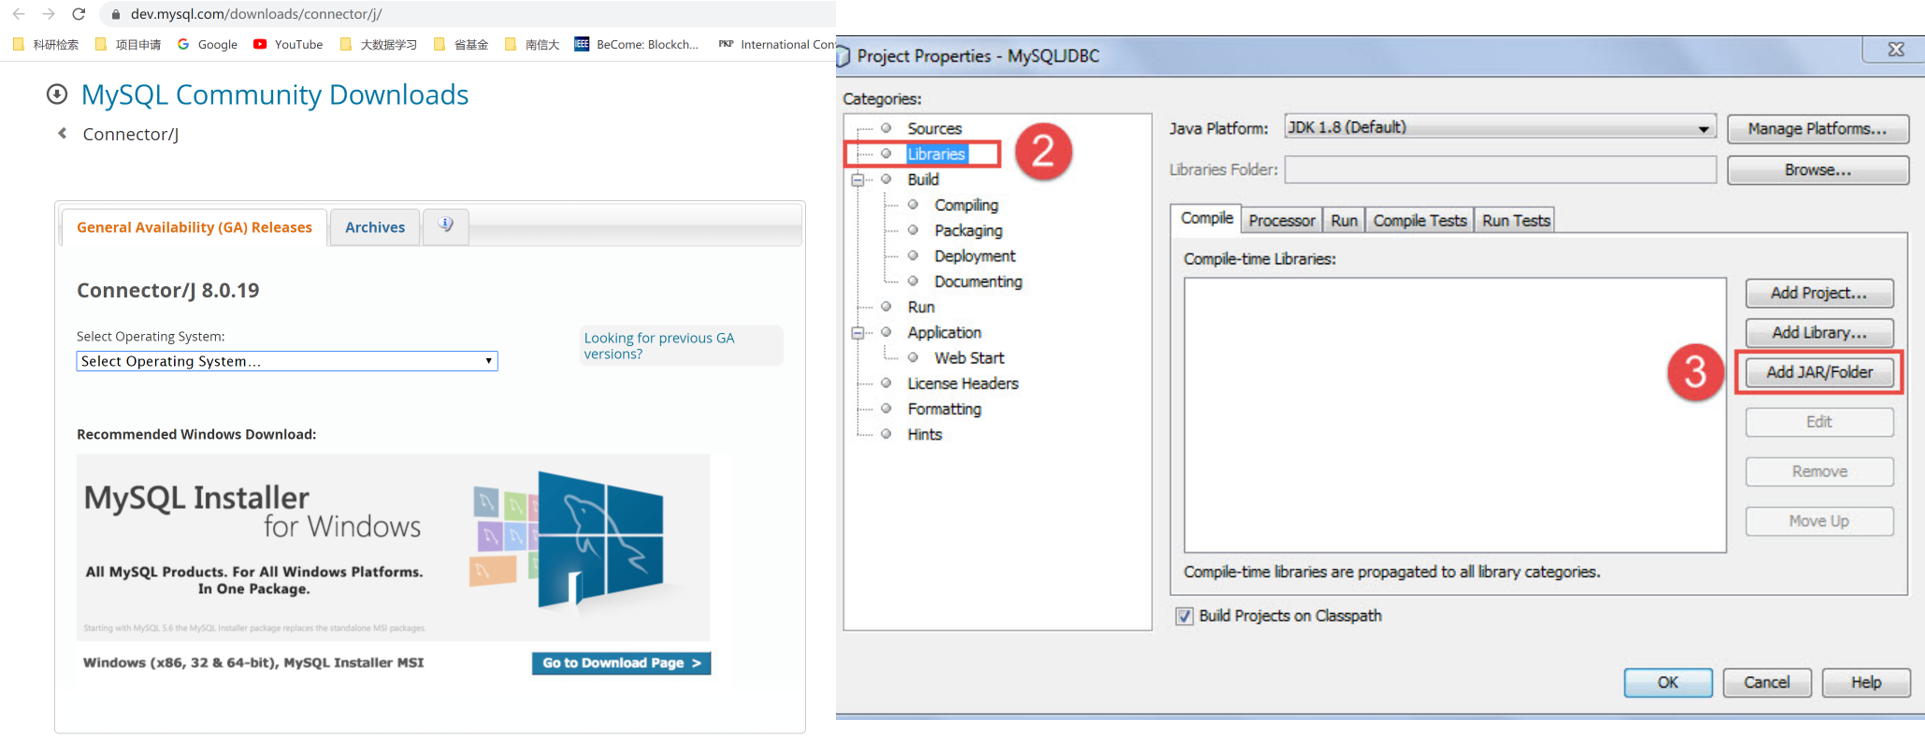 dev.mysql.com/downloads/connector/j/
科研检索 项目申请 Google YouTube 大数据学习 省基金 南信大 BeCome: Blockch... PKP International Con
MySQL Community Downloads
Connector/J
General Availability (GA) Releases Archives
Connector/J 8.0.19
Select Operating System:
Select Operating System...
Looking for previous GA
versions?
Recommended Windows Download:
MySQL Installer
for Windows
All MySQL Products. For All Windows Platforms.
In One Package.
Starting with MySQL 5.6 the MySQL Installer package replaces the standalone MSI packages.
Windows (x86, 32 & 64-bit), MySQL Installer MSI
Go to Download Page >
Project Properties - MySQLJDBC
Categories:
Sources
Libraries
2
Build
Compiling
Packaging
Deployment
Documenting
Run
Application
Web Start
License Headers
Formatting
Hints
Java Platform: JDK 1.8 (Default) Manage Platforms...
Libraries Folder: Browse...
Compile Processor Run Compile Tests Run Tests
Compile-time Libraries:
Add Project...
Add Library...
3
Add JAR/Folder
Edit
Remove
Move Up
Compile-time libraries are propagated to all library categories.
Build Projects on Classpath
OK Cancel Help